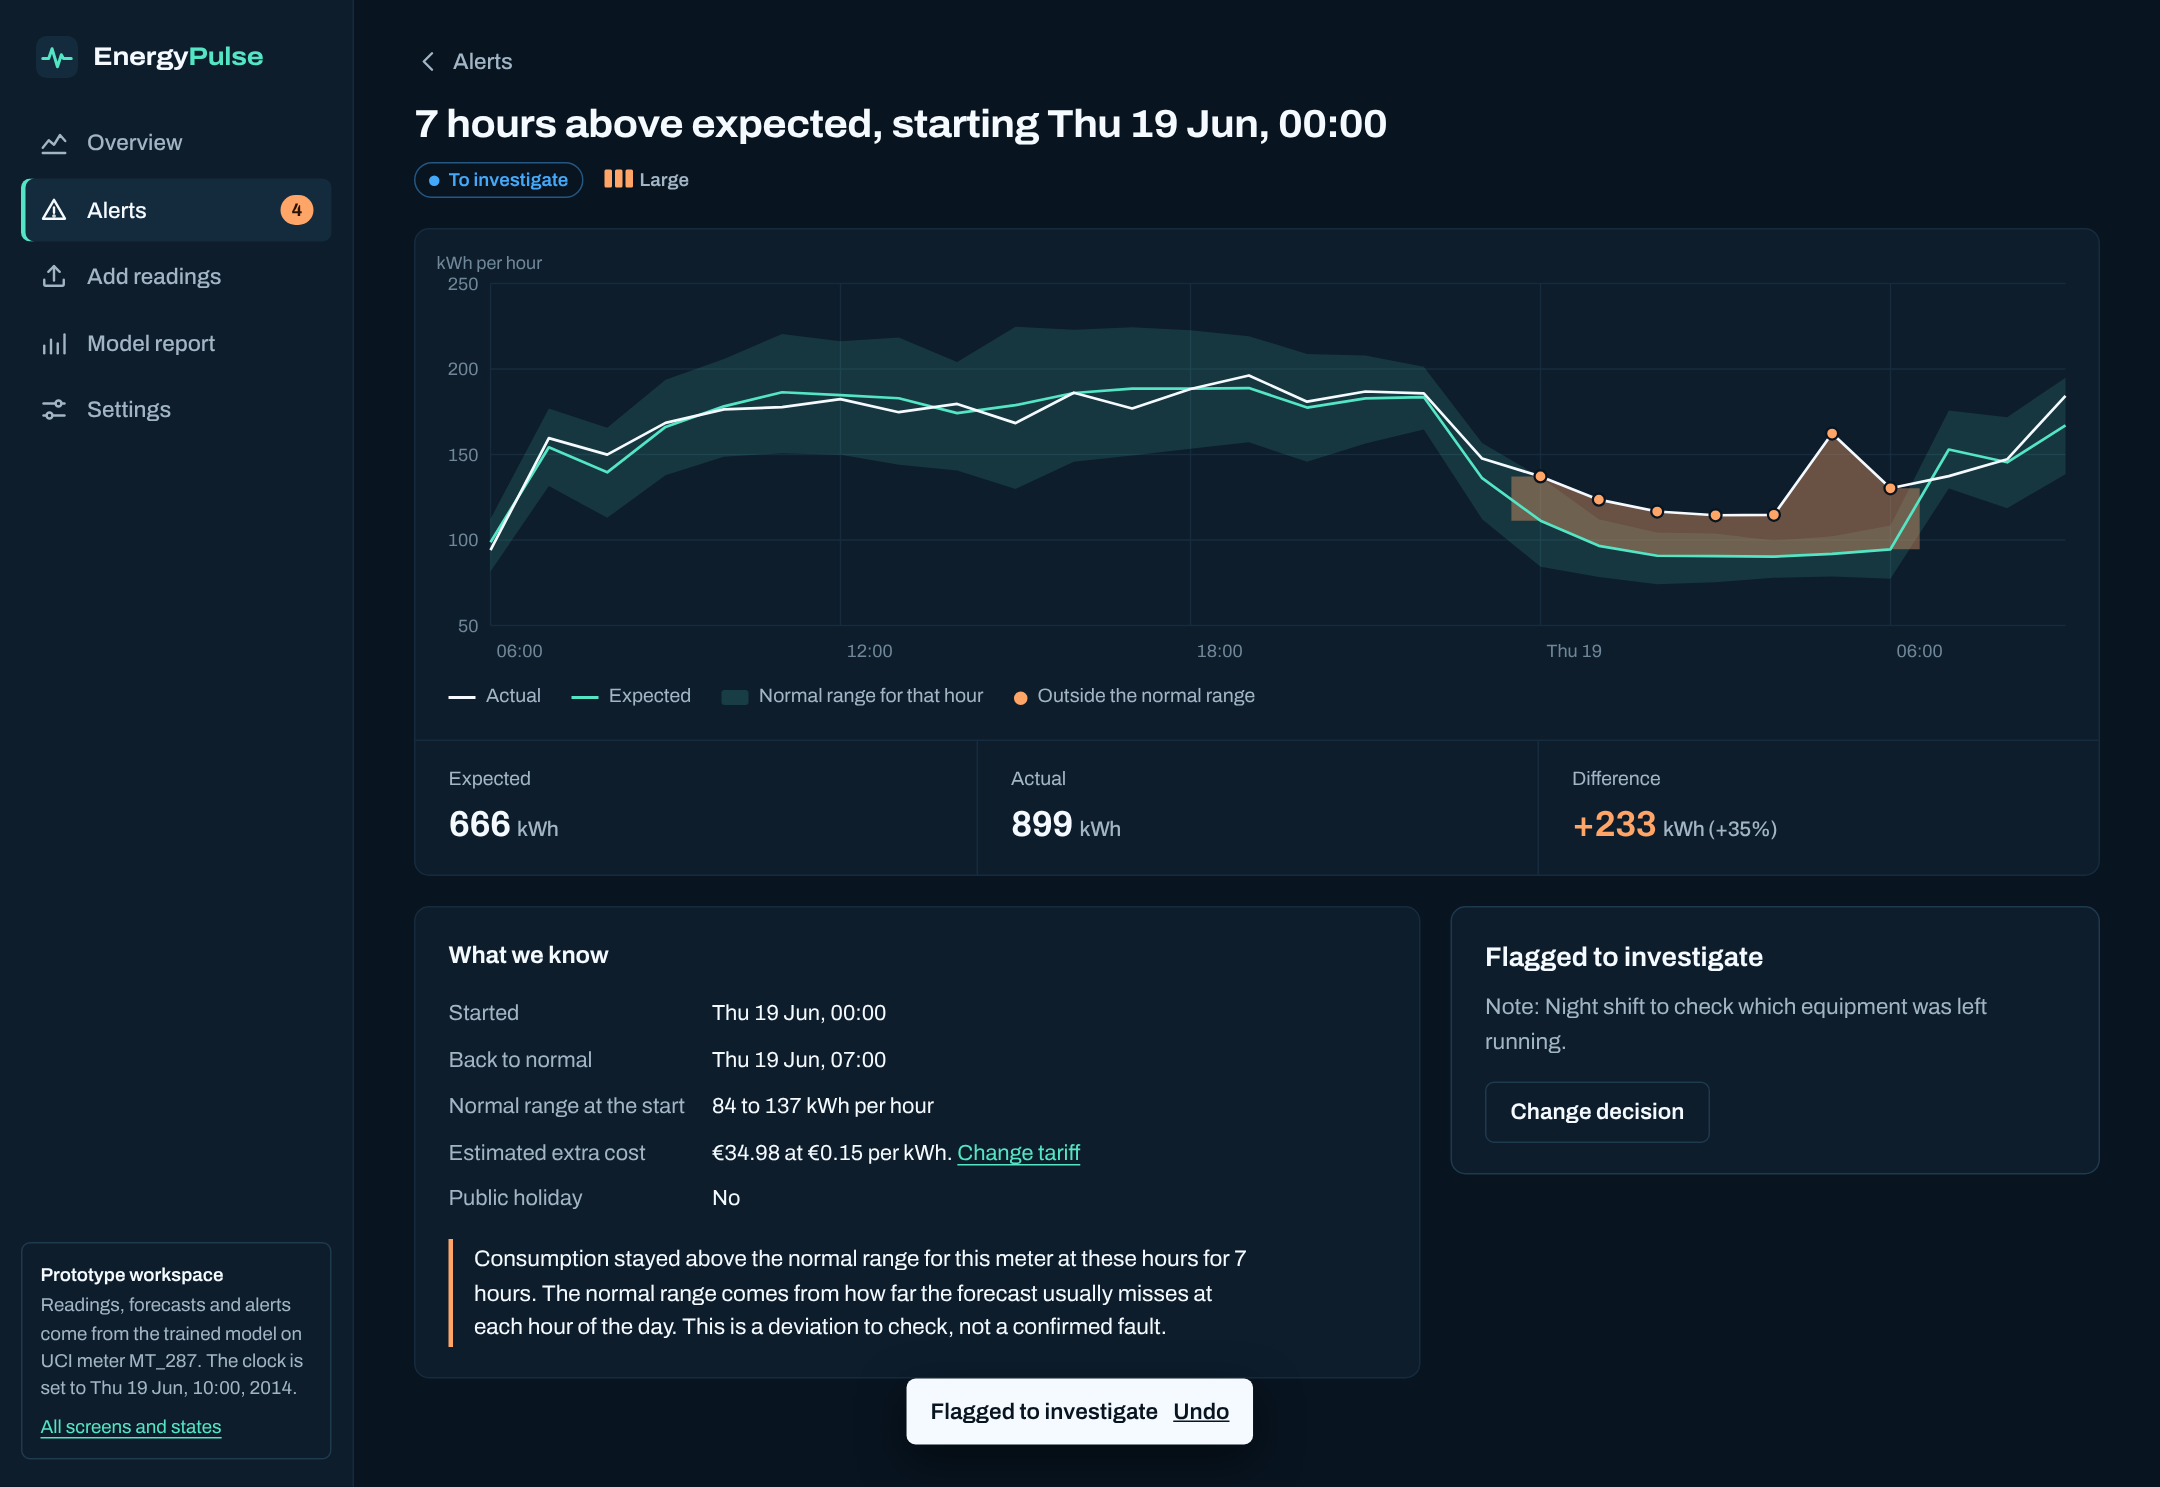 EnergyPulse
Overview
Alerts
4
Add readings
Model report
Settings
Prototype workspace
Readings, forecasts and alerts
come from the trained model on
UCI meter MT_287. The clock is
set to Thu 19 Jun, 10:00, 2014.
All screens and states
Alerts
7 hours above expected, starting Thu 19 Jun, 00:00
To investigate
Large
kWh per hour
250
200
150
100
50
06:00
12:00
18:00
Thu 19
06:00
Actual
Expected
Normal range for that hour
Outside the normal range
Expected
666 kWh
Actual
899 kWh
Difference
+233 kWh (+35%)
What we know
Started
Thu 19 Jun, 00:00
Back to normal
Thu 19 Jun, 07:00
Normal range at the start
84 to 137 kWh per hour
Estimated extra cost
€34.98 at €0.15 per kWh. Change tariff
Public holiday
No
Consumption stayed above the normal range for this meter at these hours for 7
hours. The normal range comes from how far the forecast usually misses at
each hour of the day. This is a deviation to check, not a confirmed fault.
Flagged to investigate
Note: Night shift to check which equipment was left
running.
Change decision
Flagged to investigate Undo